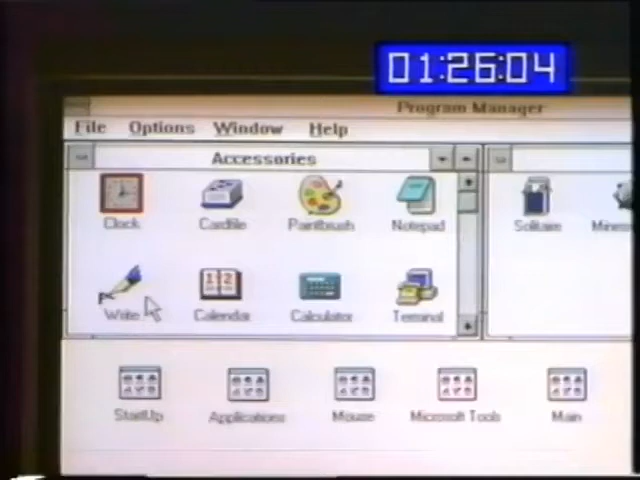 01:26:04
Program Manager
File Options Window Help
Accessories
Clock Cardfile Paintbrush Notepad Solitaire
Write Calendar Calculator Terminal
StartUp Applications Mouse Microsoft Tools Main